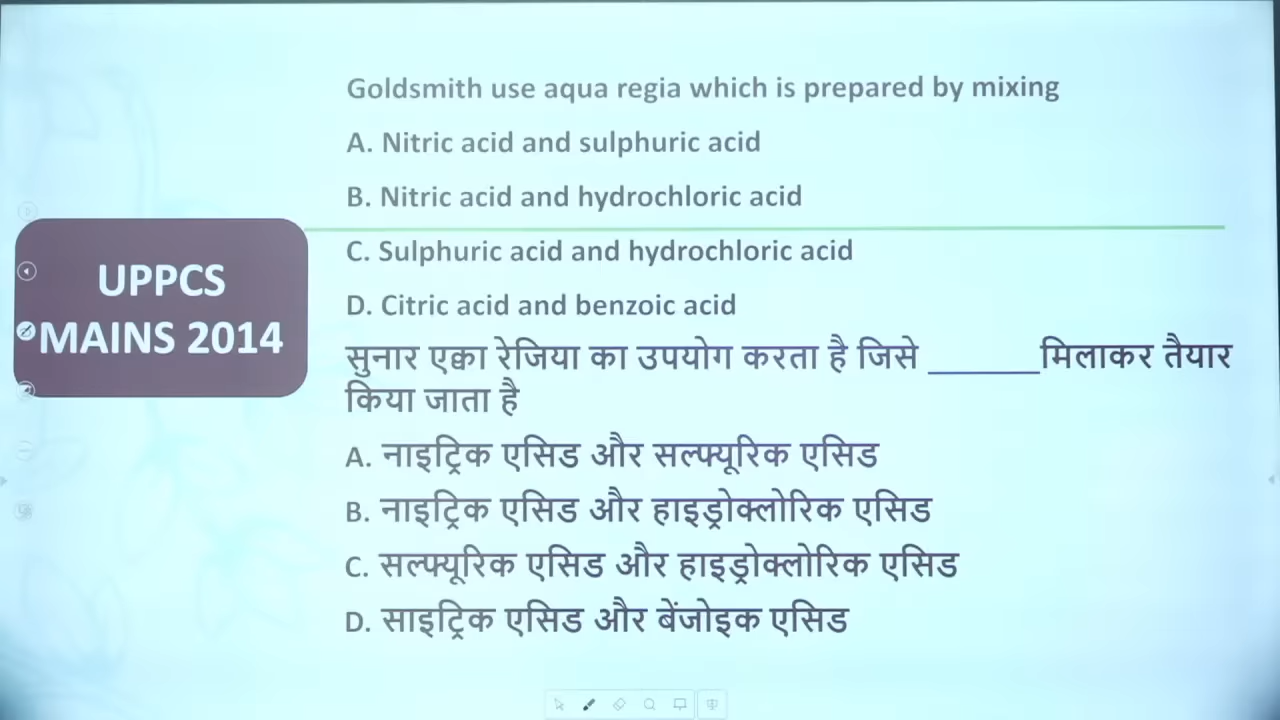 Goldsmith use aqua regia which is prepared by mixing
A. Nitric acid and sulphuric acid
B. Nitric acid and hydrochloric acid
C. Sulphuric acid and hydrochloric acid
D. Citric acid and benzoic acid
UPPCS
MAINS 2014
सुनार एक्वा रेजिया का उपयोग करता है जिसे _______मिलाकर तैयार
किया जाता है
A. नाइट्रिक एसिड और सल्फ्यूरिक एसिड
B. नाइट्रिक एसिड और हाइड्रोक्लोरिक एसिड
C. सल्फ्यूरिक एसिड और हाइड्रोक्लोरिक एसिड
D. साइट्रिक एसिड और बेंजोइक एसिड